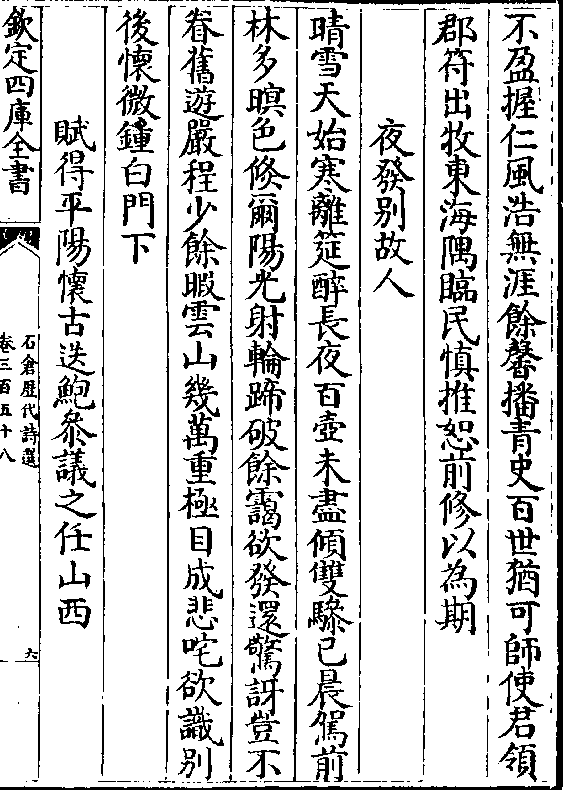 不盈握仁風浩無涯餘馨播青史百世猶可師使君領
郡符出牧東海隅臨民慎推恕前修以為期
夜發别故人
晴雪天始寒離筵醉長夜百壺未盡傾雙驂已晨駕前
林多暝色倐爾陽光射輪蹄破餘靄欲發還驚訝豈不
眷舊遊嚴程少餘暇雲山幾萬重極目成悲咤欲識别
後懷微鍾白門下
賦得平陽懷古送鮑叅議之任山西
欽定四庫全書
石倉歴代詩選
卷三百五十八
六